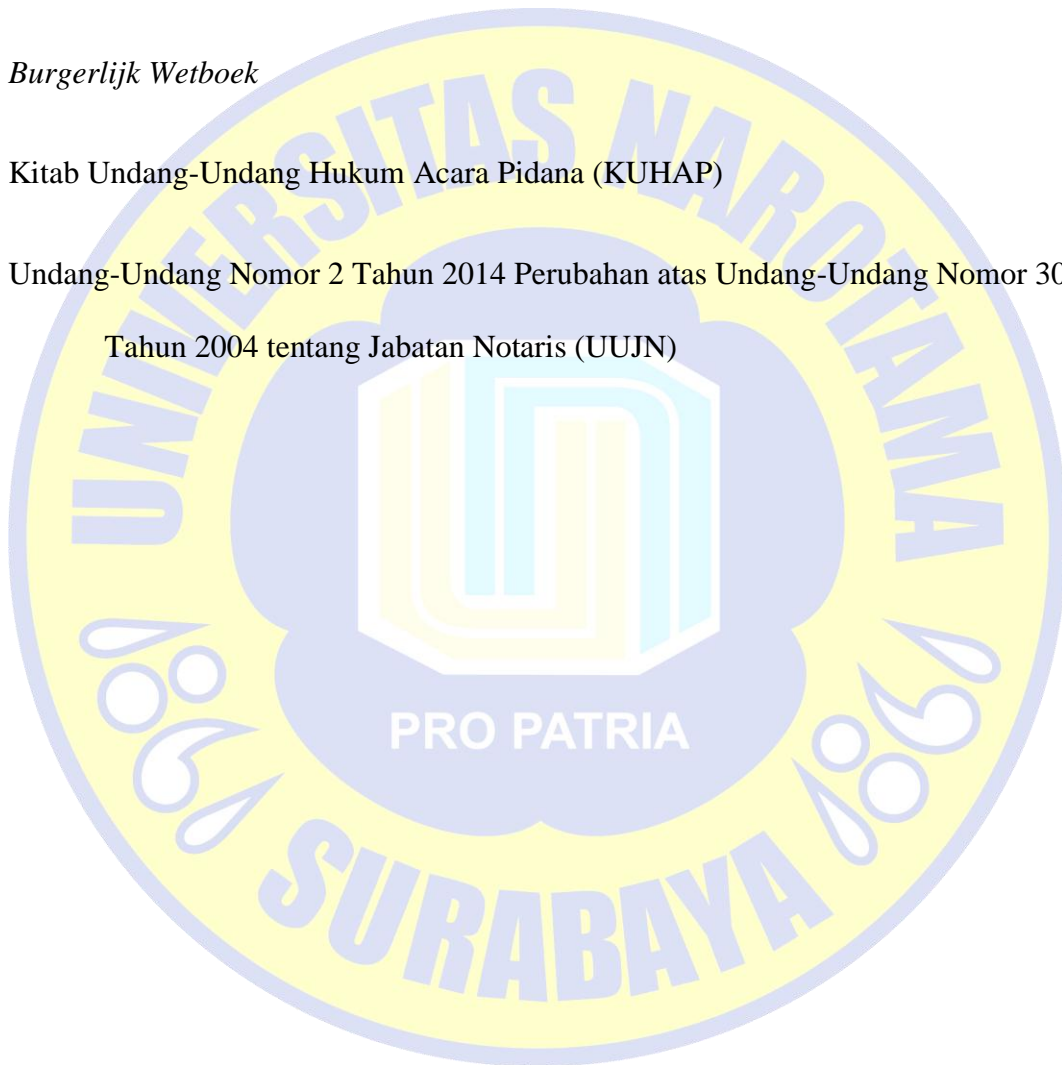 Burgerlijk Wetboek
Kitab Undang-Undang Hukum Acara Pidana (KUHAP)
Undang-Undang Nomor 2 Tahun 2014 Perubahan atas Undang-Undang Nomor 30
Tahun 2004 tentang Jabatan Notaris (UUJN)
UNIVERSITAS NAROTAMA
PRO PATRIA
SURABAYA